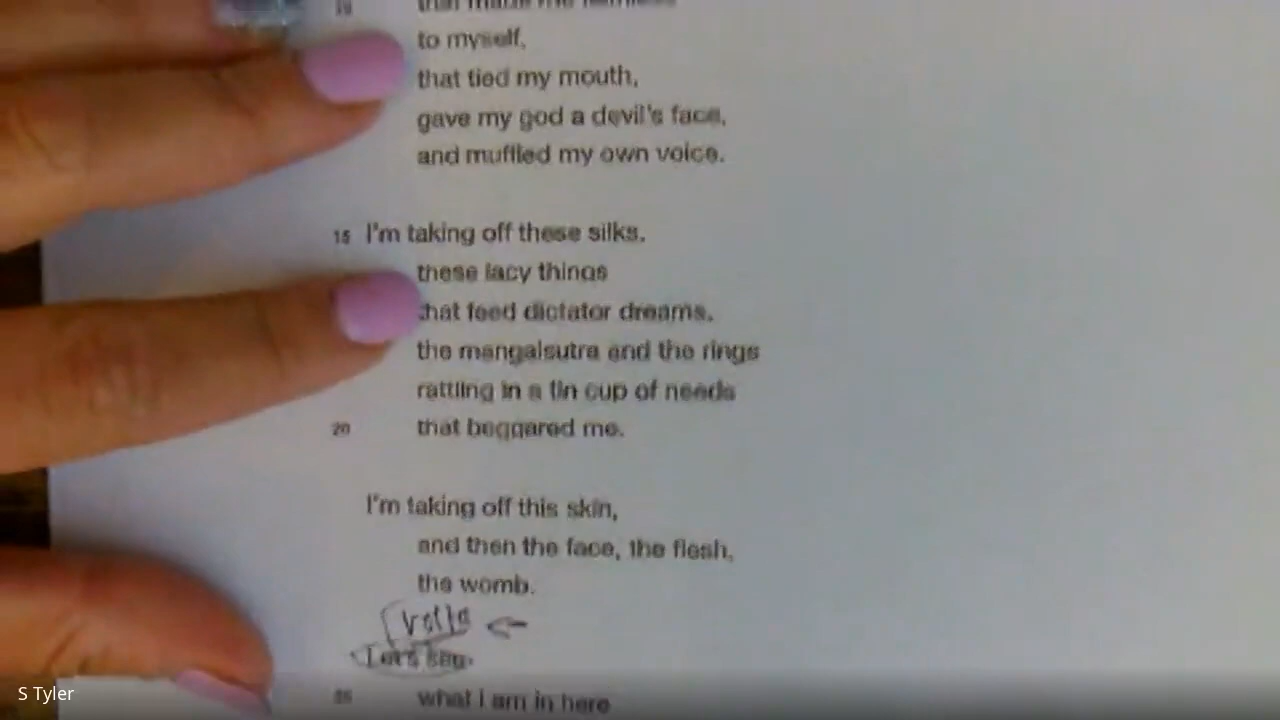 to myself,
that tied my mouth,
gave my god a devil's face,
and muffled my own voice.
15 I'm taking off these silks,
these lacy things
that feed dictator dreams,
the mangalsutra and the rings
rattling in a tin cup of needs
20 that beggared me.
I'm taking off this skin,
and then the face, the flesh,
the womb.
Volta
Let's see
25 what I am in here
S Tyler